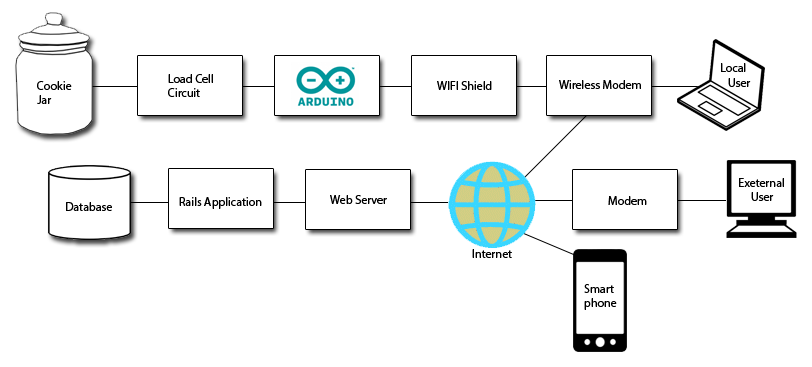 Cookie
Jar
Load Cell
Circuit
ARDUINO
WIFI Shield
Wireless Modem
Local
User
Database
Rails Application
Web Server
Internet
Modem
Exeternal
User
Smart
phone